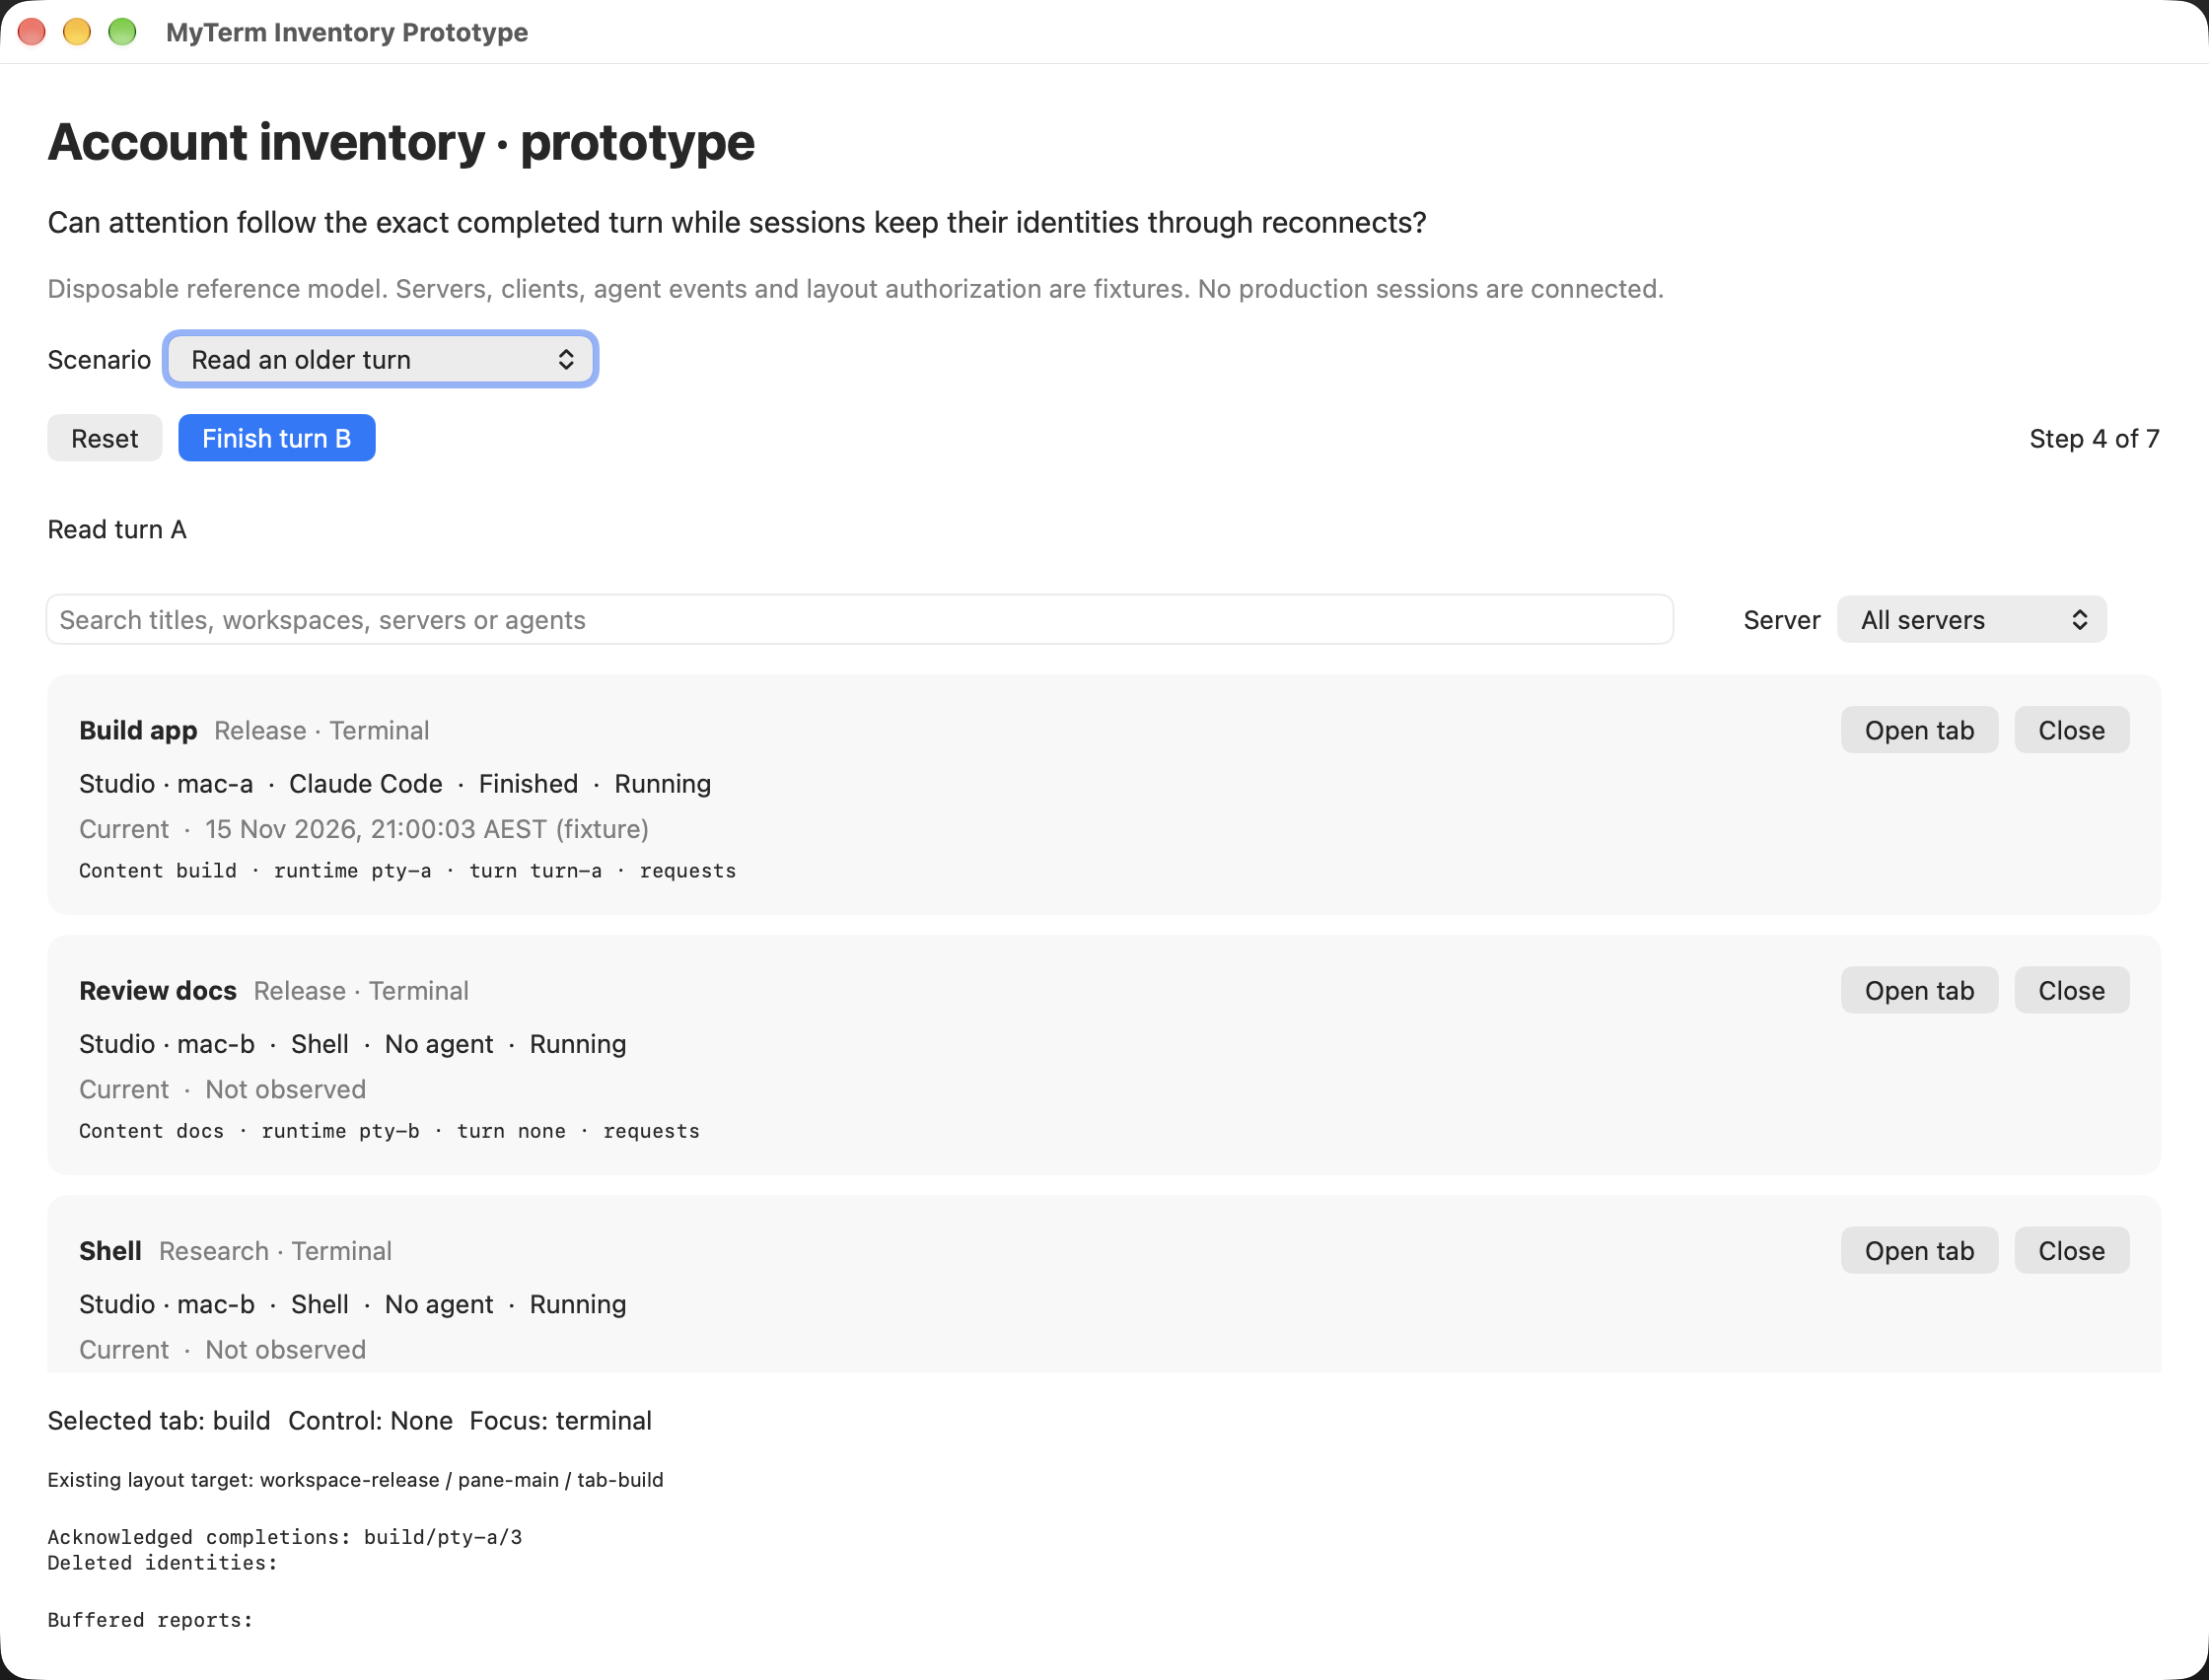 MyTerm Inventory Prototype
Account inventory · prototype
Can attention follow the exact completed turn while sessions keep their identities through reconnects?
Disposable reference model. Servers, clients, agent events and layout authorization are fixtures. No production sessions are connected.
Scenario Read an older turn
Reset Finish turn B Step 4 of 7
Read turn A
Search titles, workspaces, servers or agents Server All servers
Build app Release · Terminal Open tab Close
Studio · mac-a · Claude Code · Finished · Running
Current · 15 Nov 2026, 21:00:03 AEST (fixture)
Content build · runtime pty-a · turn turn-a · requests
Review docs Release · Terminal Open tab Close
Studio · mac-b · Shell · No agent · Running
Current · Not observed
Content docs · runtime pty-b · turn none · requests
Shell Research · Terminal Open tab Close
Studio · mac-b · Shell · No agent · Running
Current · Not observed
Selected tab: build Control: None Focus: terminal
Existing layout target: workspace-release / pane-main / tab-build
Acknowledged completions: build/pty-a/3
Deleted identities:
Buffered reports: